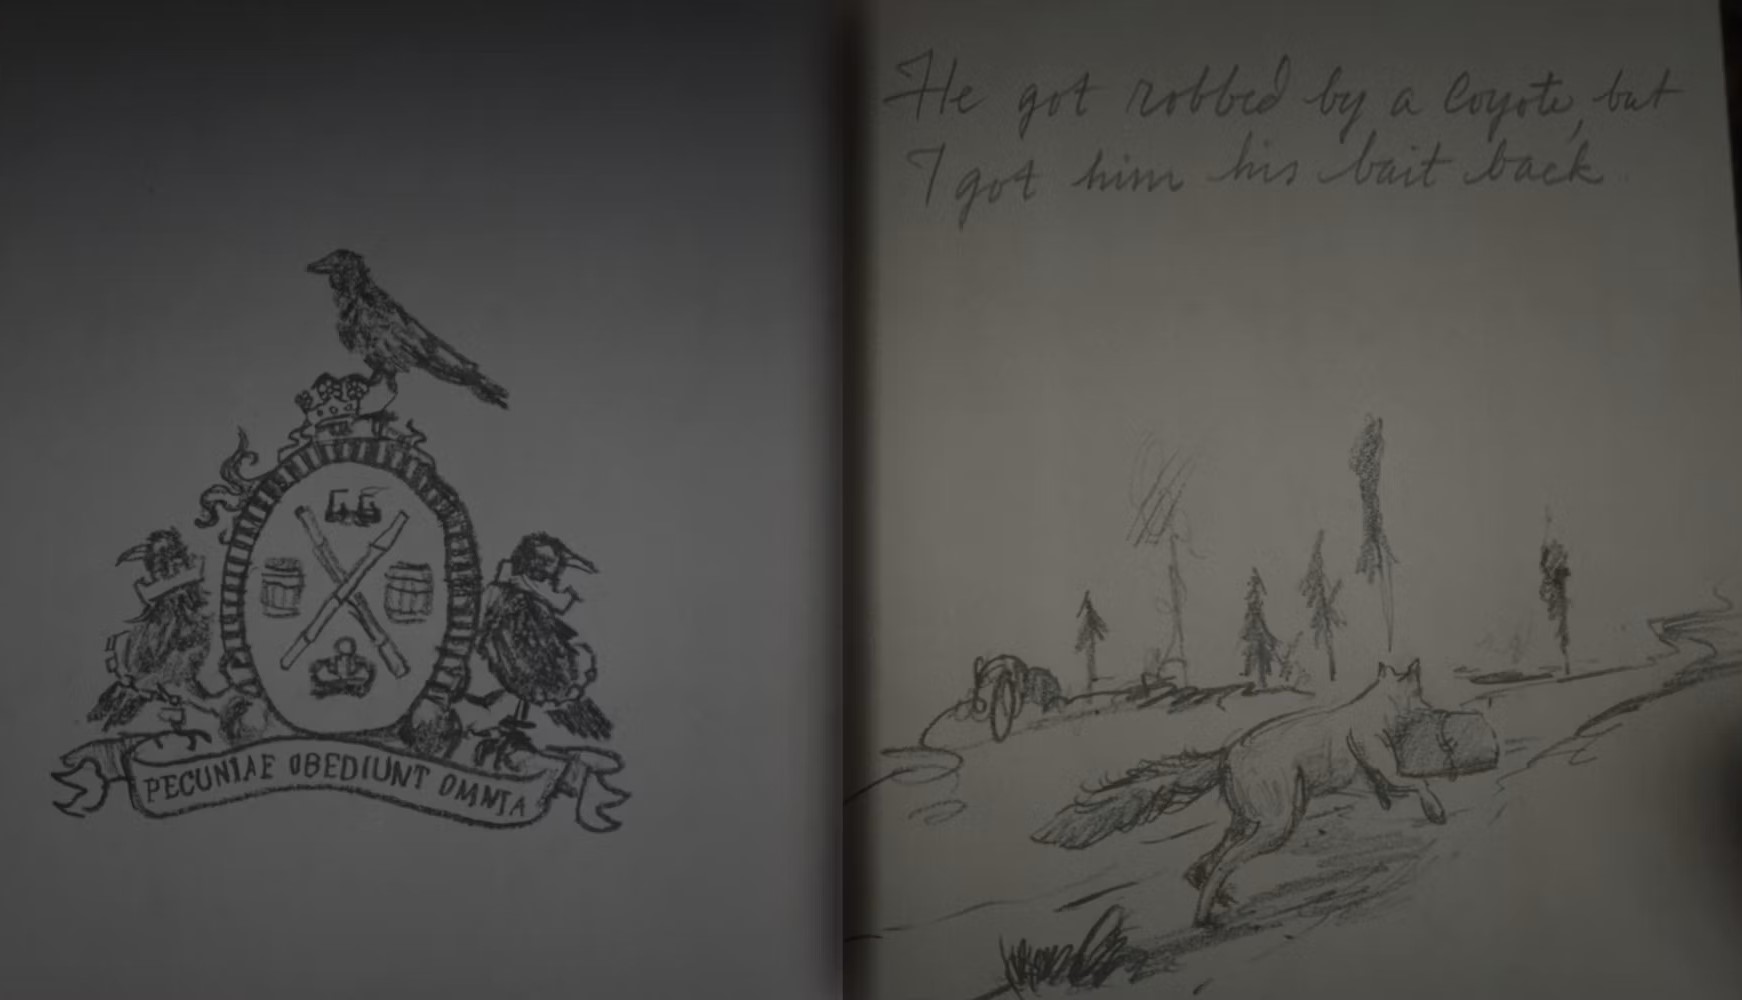 PECUNIAE OBEDIUNT OMNIA
He got robbed by a Coyote, but
I got him his bait back